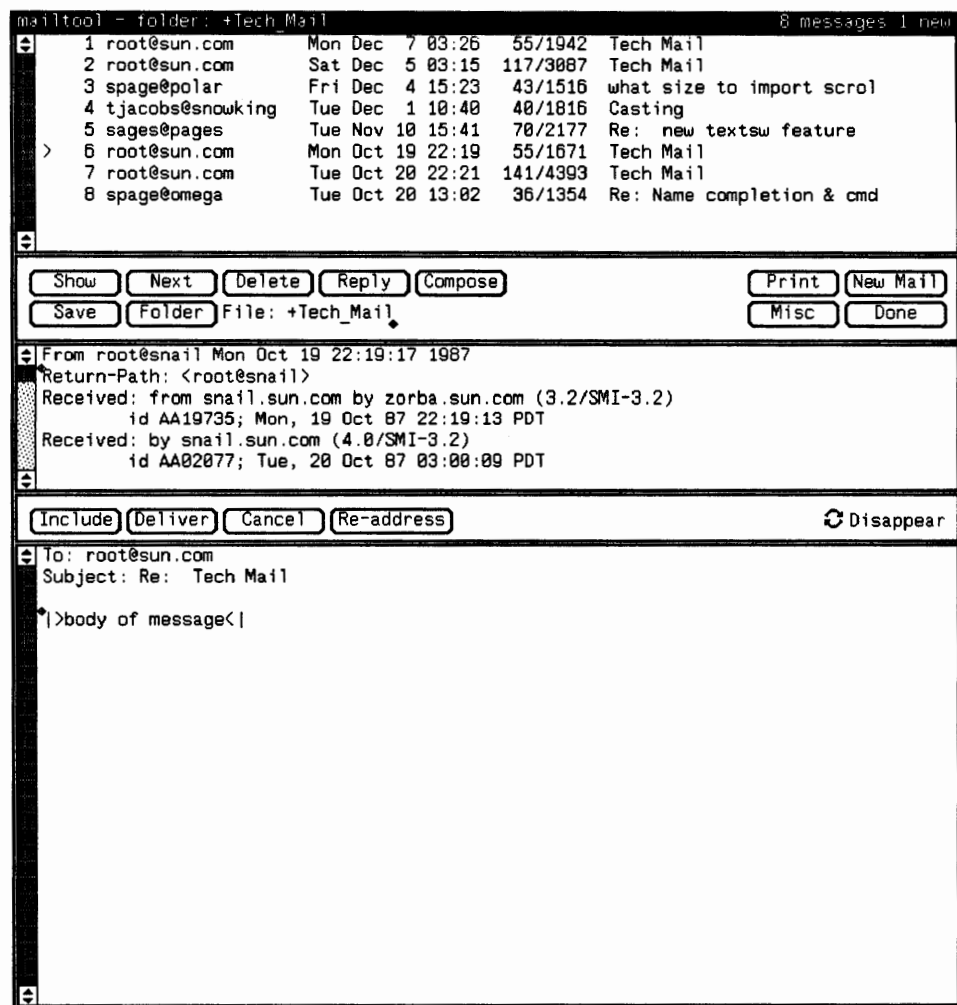 mailtool - folder: +Tech_Mail 8 messages 1 new
1 root@sun.com Mon Dec 7 03:26 55/1942 Tech Mail
2 root@sun.com Sat Dec 5 03:15 117/3087 Tech Mail
3 spage@polar Fri Dec 4 15:23 43/1516 what size to import scrol
4 tjacobs@snowking Tue Dec 1 10:40 40/1816 Casting
5 sages@pages Tue Nov 10 15:41 70/2177 Re: new textsw feature
> 6 root@sun.com Mon Oct 19 22:19 55/1671 Tech Mail
7 root@sun.com Tue Oct 20 22:21 141/4393 Tech Mail
8 spage@omega Tue Oct 20 13:02 36/1354 Re: Name completion & cmd
Show Next Delete Reply Compose Print New Mail
Save Folder File: +Tech_Mail Misc Done
From root@snail Mon Oct 19 22:19:17 1987
Return-Path: <root@snail>
Received: from snail.sun.com by zorba.sun.com (3.2/SMI-3.2)
id AA19735; Mon, 19 Oct 87 22:19:13 PDT
Received: by snail.sun.com (4.0/SMI-3.2)
id AA02077; Tue, 20 Oct 87 03:00:09 PDT
Include Deliver Cancel Re-address Disappear
To: root@sun.com
Subject: Re: Tech Mail
|>body of message<|